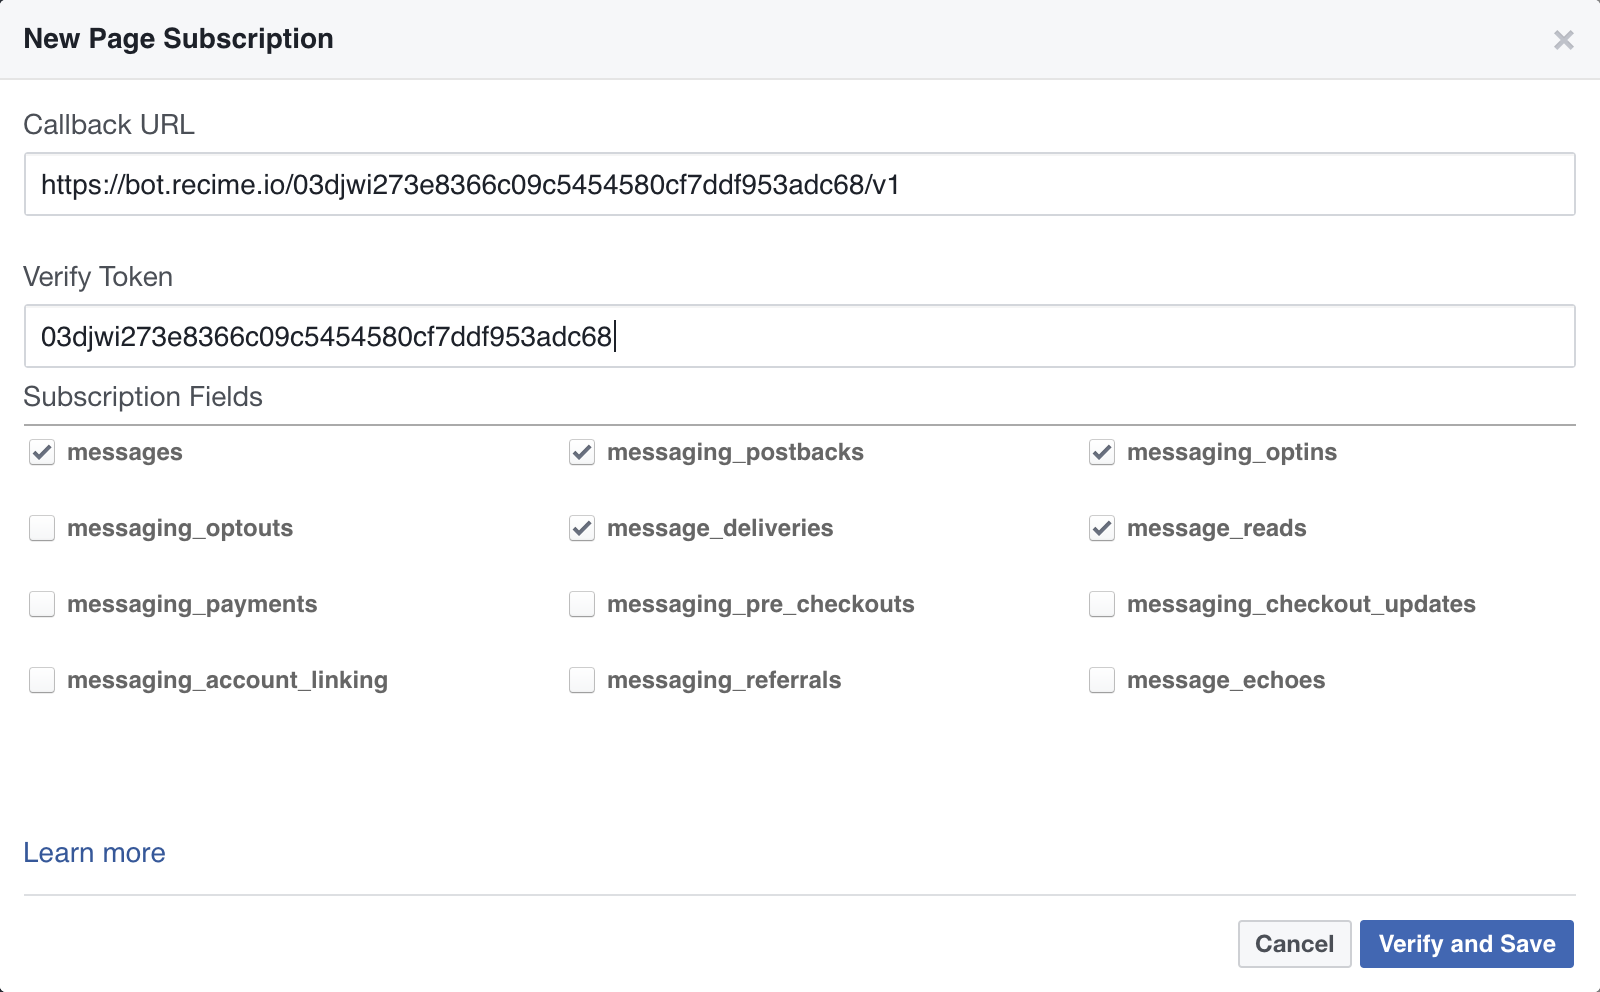 New Page Subscription
Callback URL
https://bot.recime.io/03djwi273e8366c09c5454580cf7ddf953adc68/v1
Verify Token
03djwi273e8366c09c5454580cf7ddf953adc68
Subscription Fields
messages messaging_postbacks messaging_optins
messaging_optouts message_deliveries message_reads
messaging_payments messaging_pre_checkouts messaging_checkout_updates
messaging_account_linking messaging_referrals message_echoes
Learn more
Cancel Verify and Save